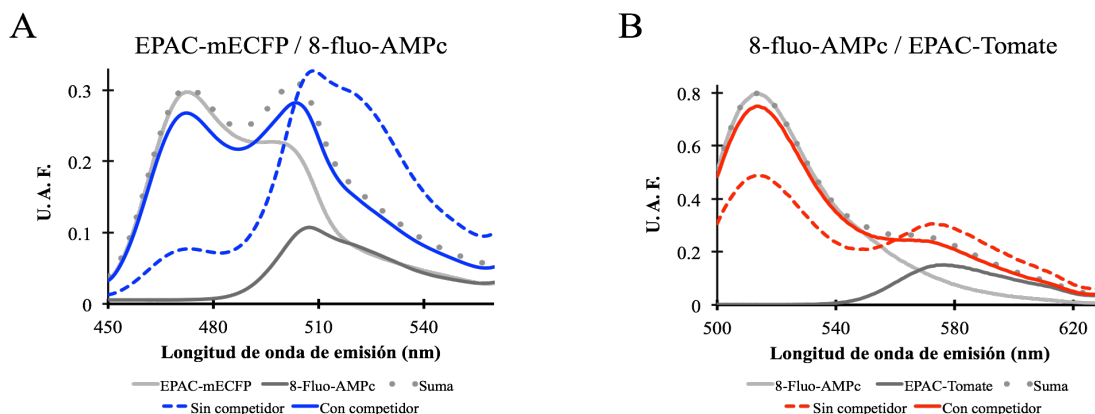 A
EPAC-mECFP / 8-fluo-AMPc
U. A. F.
0.3
0.2
0.1
0
450
480
510
540
Longitud de onda de emisión (nm)
EPAC-mECFP
8-Fluo-AMPc
Suma
Sin competidor
Con competidor
B
8-fluo-AMPc / EPAC-Tomate
U. A. F.
0.8
0.6
0.4
0.2
0
500
540
580
620
Longitud de onda de emisión (nm)
8-Fluo-AMPc
EPAC-Tomate
Suma
Sin competidor
Con competidor